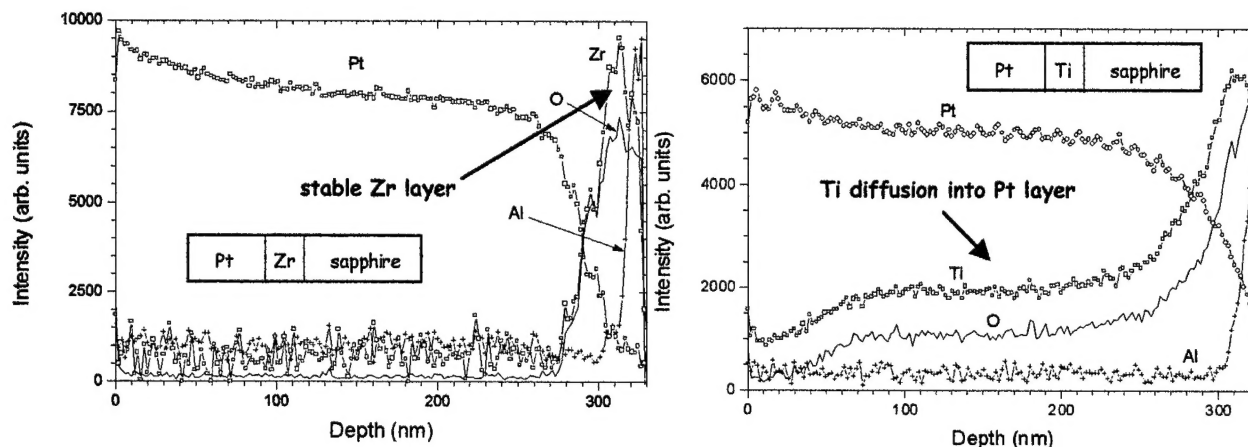 10000
7500
5000
2500
0
Intensity (arb. units)
Pt
Zr
O
stable Zr layer
Al
Pt Zr sapphire
0 100 200 300
Depth (nm)
Intensity (arb. units)
6000
4000
2000
0
Pt Ti sapphire
Pt
Ti diffusion into Pt layer
Ti
O
Al
0 100 200 300
Depth (nm)